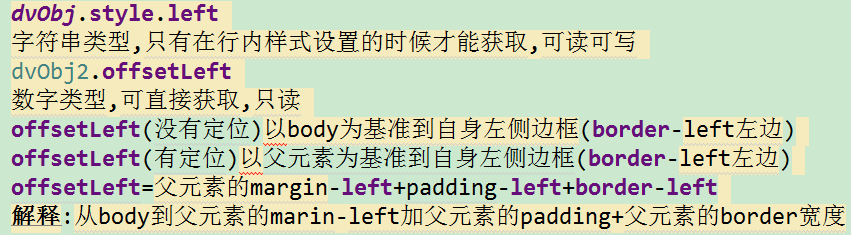 dvObj.style.left
字符串类型,只有在行内样式设置的时候才能获取,可读可写
dvObj2.offsetLeft
数字类型,可直接获取,只读
offsetLeft(没有定位)以body为基准到自身左侧边框(border-left左边)
offsetLeft(有定位)以父元素为基准到自身左侧边框(border-left左边)
offsetLeft=父元素的margin-left+padding-left+border-left
解释:从body到父元素的marin-left加父元素的padding+父元素的border宽度